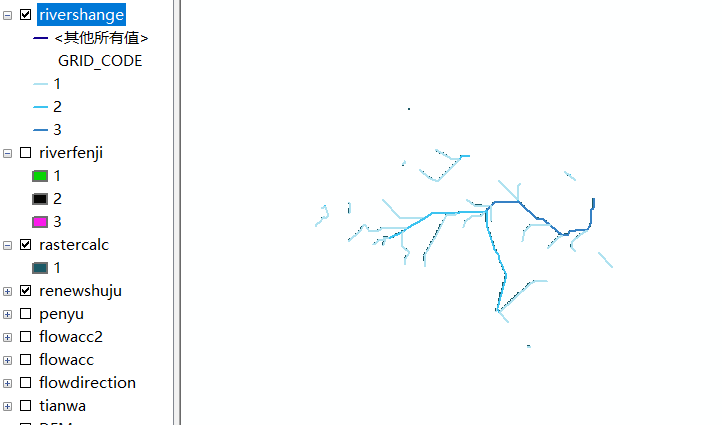 rivershange
<其他所有值>
GRID_CODE
1
2
3
riverfenji
1
2
3
rastercalc
1
renewshuju
penyu
flowacc2
flowacc
flowdirection
tianwa